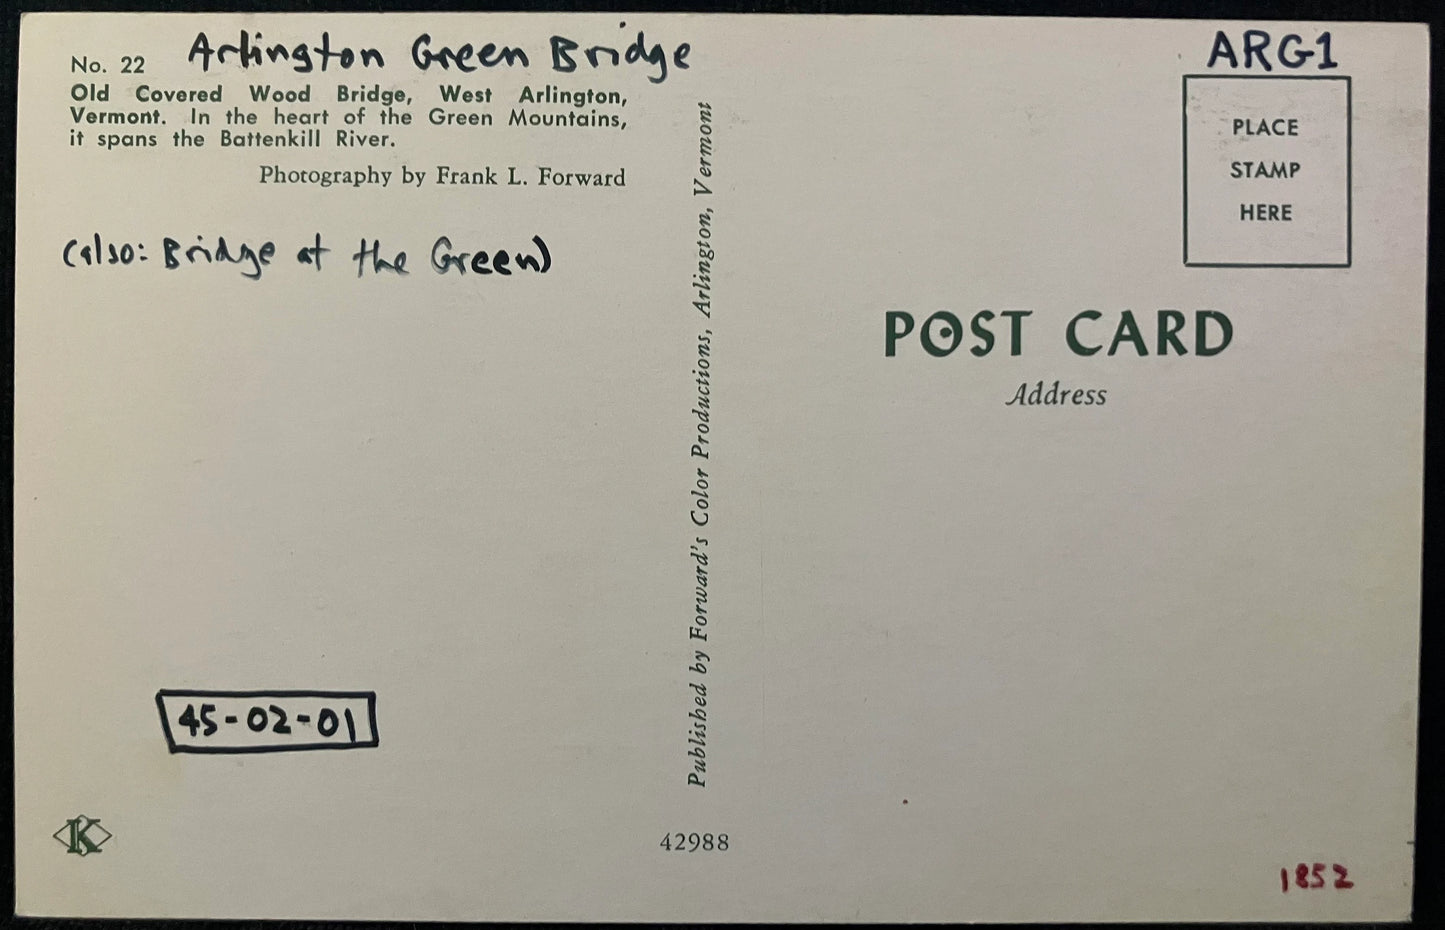 No. 22 Arlington Green Bridge
Old Covered Wood Bridge, West Arlington,
Vermont. In the heart of the Green Mountains,
it spans the Battenkill River.
Photography by Frank L. Forward
(also: Bridge at the Green)
45-02-01
K
Published by Forward's Color Productions, Arlington, Vermont
42988
ARG1
PLACE
STAMP
HERE
POST CARD
Address
1852